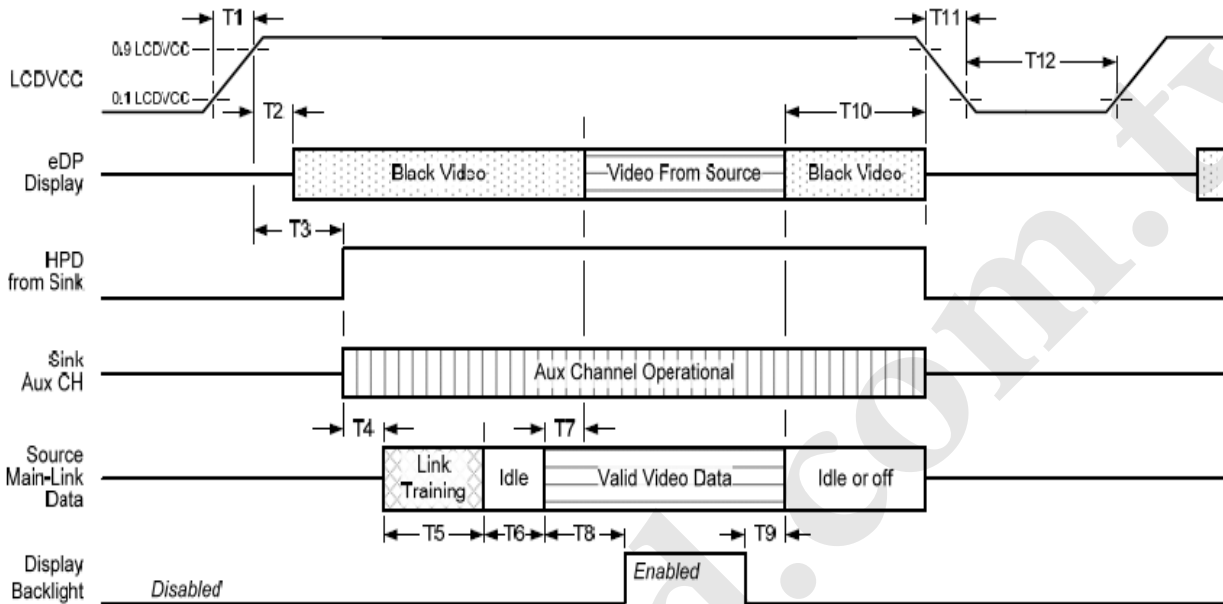 T1
0.9 LCDVCC
LCDVCC
0.1 LCDVCC
T2
T10
T11
T12
eDP
Display
Black Video
Video From Source
Black Video
T3
HPD
from Sink
Sink
Aux CH
Aux Channel Operational
T4
T7
Source
Main-Link
Data
Link
Training
Idle
Valid Video Data
Idle or off
T5
T6
T8
T9
Display
Backlight
Disabled
Enabled
d.com.tw